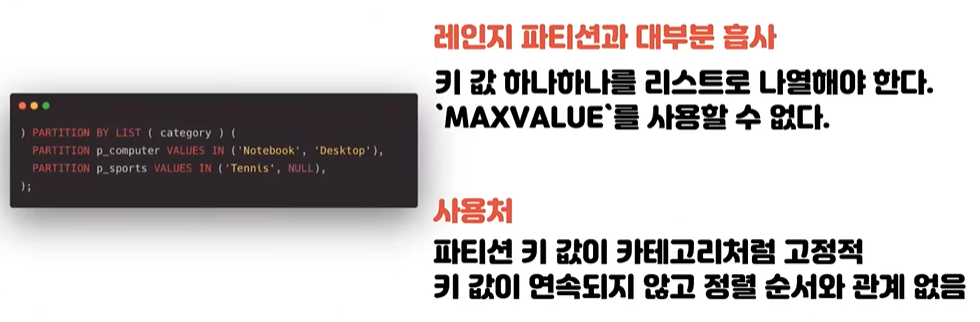 ) PARTITION BY LIST ( category ) (
PARTITION p_computer VALUES IN ('Notebook', 'Desktop'),
PARTITION p_sports VALUES IN ('Tennis', NULL),
);
레인지 파티션과 대부분 흡사
키 값 하나하나를 리스트로 나열해야 한다.
`MAXVALUE`를 사용할 수 없다.
사용처
파티션 키 값이 카테고리처럼 고정적
키 값이 연속되지 않고 정렬 순서와 관계 없음